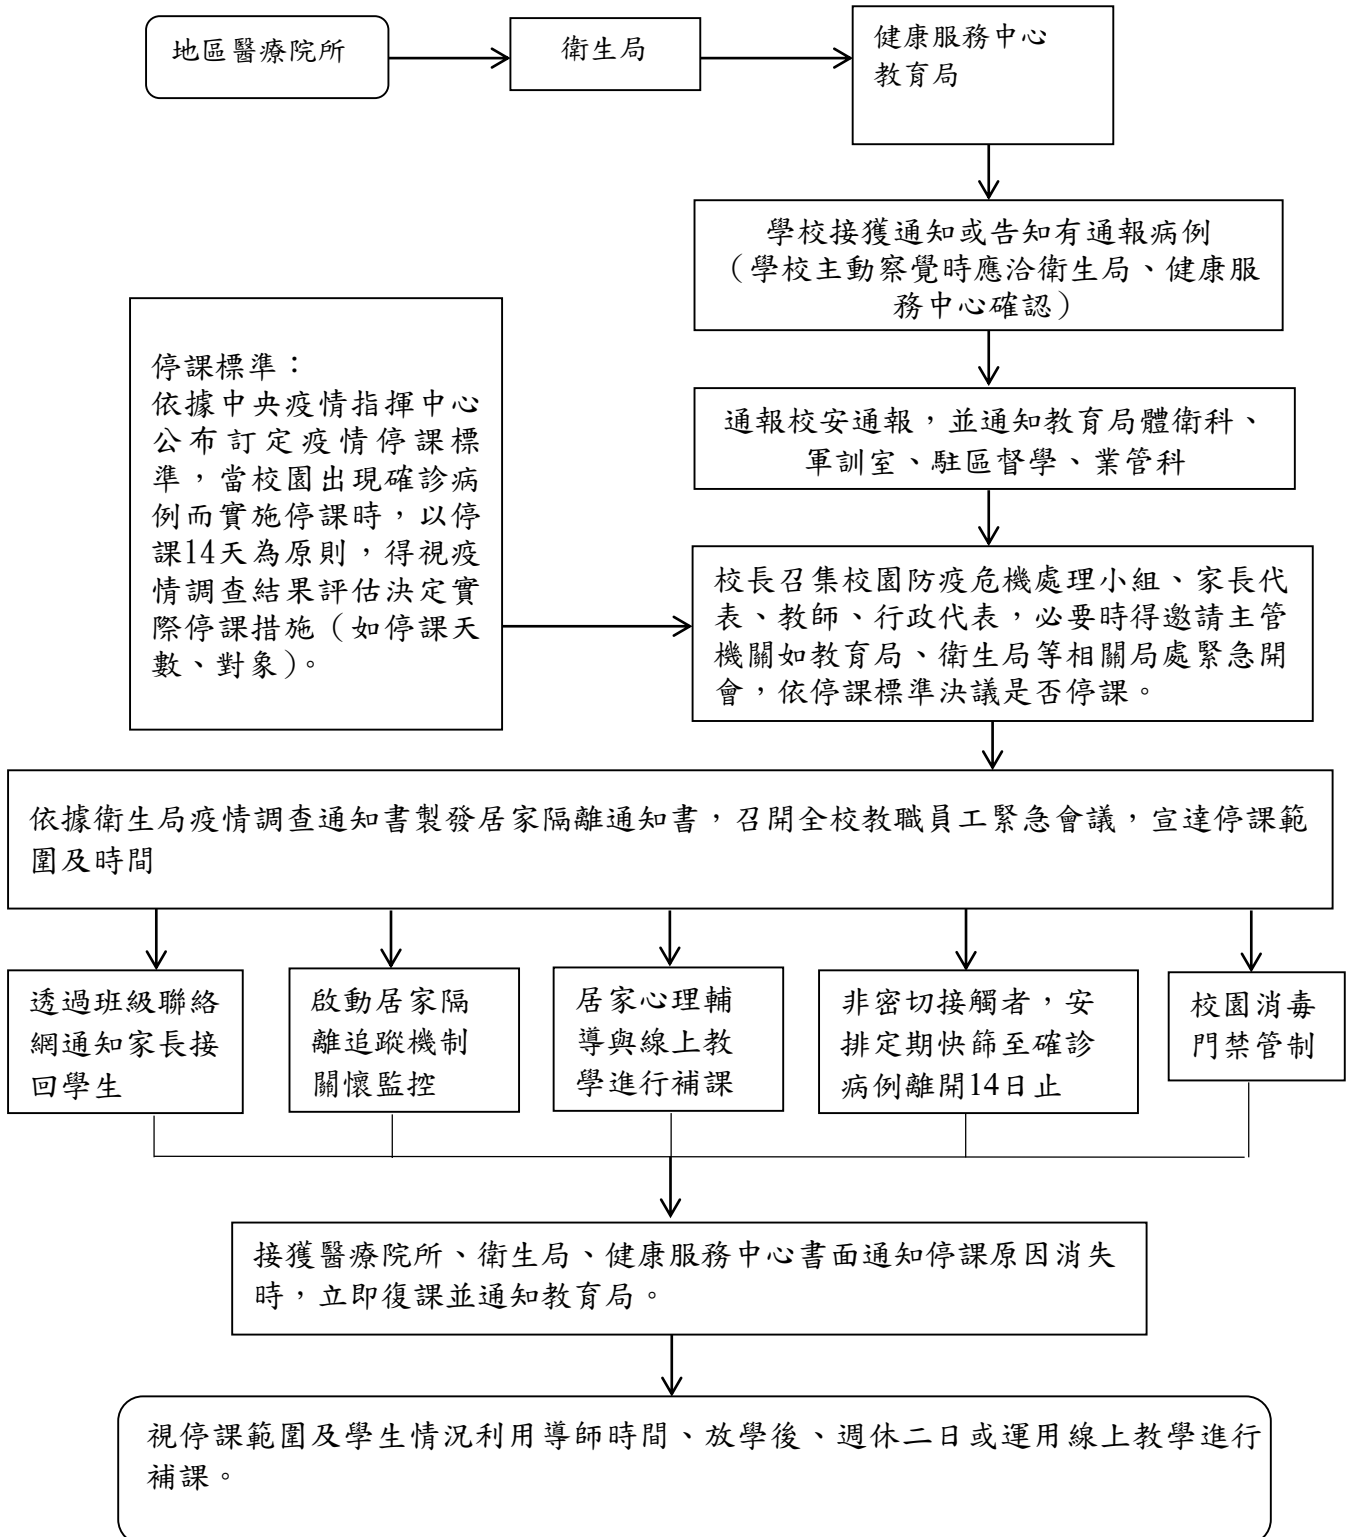 地區醫療院所
衛生局
健康服務中心
教育局
學校接獲通知或告知有通報病例
（學校主動察覺時應洽衛生局、健康服
務中心確認）
停課標準：
依據中央疫情指揮中心
公布訂定疫情停課標
準，當校園出現確診病
例而實施停課時，以停
課14天為原則，得視疫
情調查結果評估決定實
際停課措施（如停課天
數、對象）。
通報校安通報，並通知教育局體衛科、
軍訓室、駐區督學、業管科
校長召集校園防疫危機處理小組、家長代
表、教師、行政代表，必要時得邀請主管
機關如教育局、衛生局等相關局處緊急開
會，依停課標準決議是否停課。
依據衛生局疫情調查通知書製發居家隔離通知書，召開全校教職員工緊急會議，宣達停課範
圍及時間
透過班級聯絡
網通知家長接
回學生
啟動居家隔
離追蹤機制
關懷監控
居家心理輔
導與線上教
學進行補課
非密切接觸者，安
排定期快篩至確診
病例離開14日止
校園消毒
門禁管制
接獲醫療院所、衛生局、健康服務中心書面通知停課原因消失
時，立即復課並通知教育局。
視停課範圍及學生情況利用導師時間、放學後、週休二日或運用線上教學進行
補課。